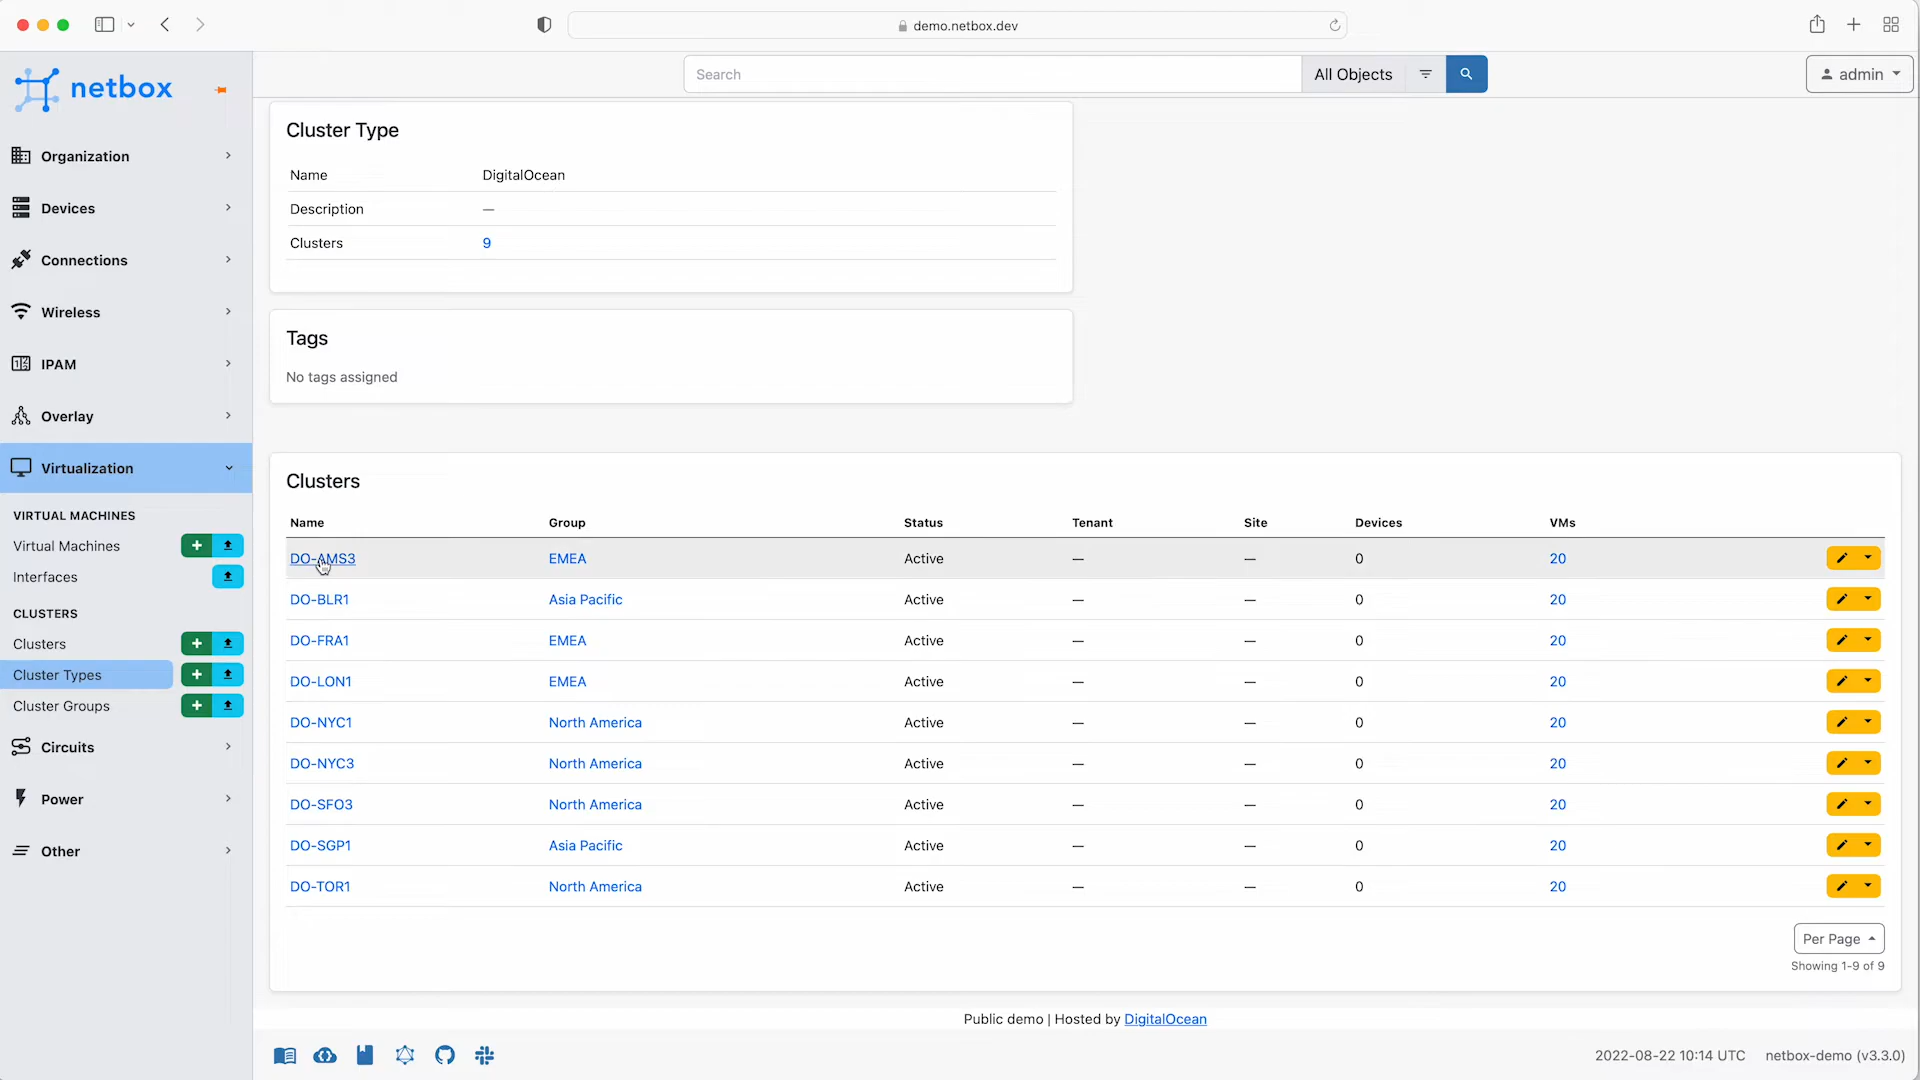 demo.netbox.dev
netbox
Search
All Objects
admin
Organization
Devices
Connections
Wireless
IPAM
Overlay
Virtualization
VIRTUAL MACHINES
Virtual Machines
Interfaces
CLUSTERS
Clusters
Cluster Types
Cluster Groups
Circuits
Power
Other
Cluster Type
Name DigitalOcean
Description —
Clusters 9
Tags
No tags assigned
Clusters
Name Group Status Tenant Site Devices VMs
DO-AMS3 EMEA Active — — 0 20
DO-BLR1 Asia Pacific Active — — 0 20
DO-FRA1 EMEA Active — — 0 20
DO-LON1 EMEA Active — — 0 20
DO-NYC1 North America Active — — 0 20
DO-NYC3 North America Active — — 0 20
DO-SFO3 North America Active — — 0 20
DO-SGP1 Asia Pacific Active — — 0 20
DO-TOR1 North America Active — — 0 20
Per Page
Showing 1-9 of 9
Public demo | Hosted by DigitalOcean
2022-08-22 10:14 UTC netbox-demo (v3.3.0)